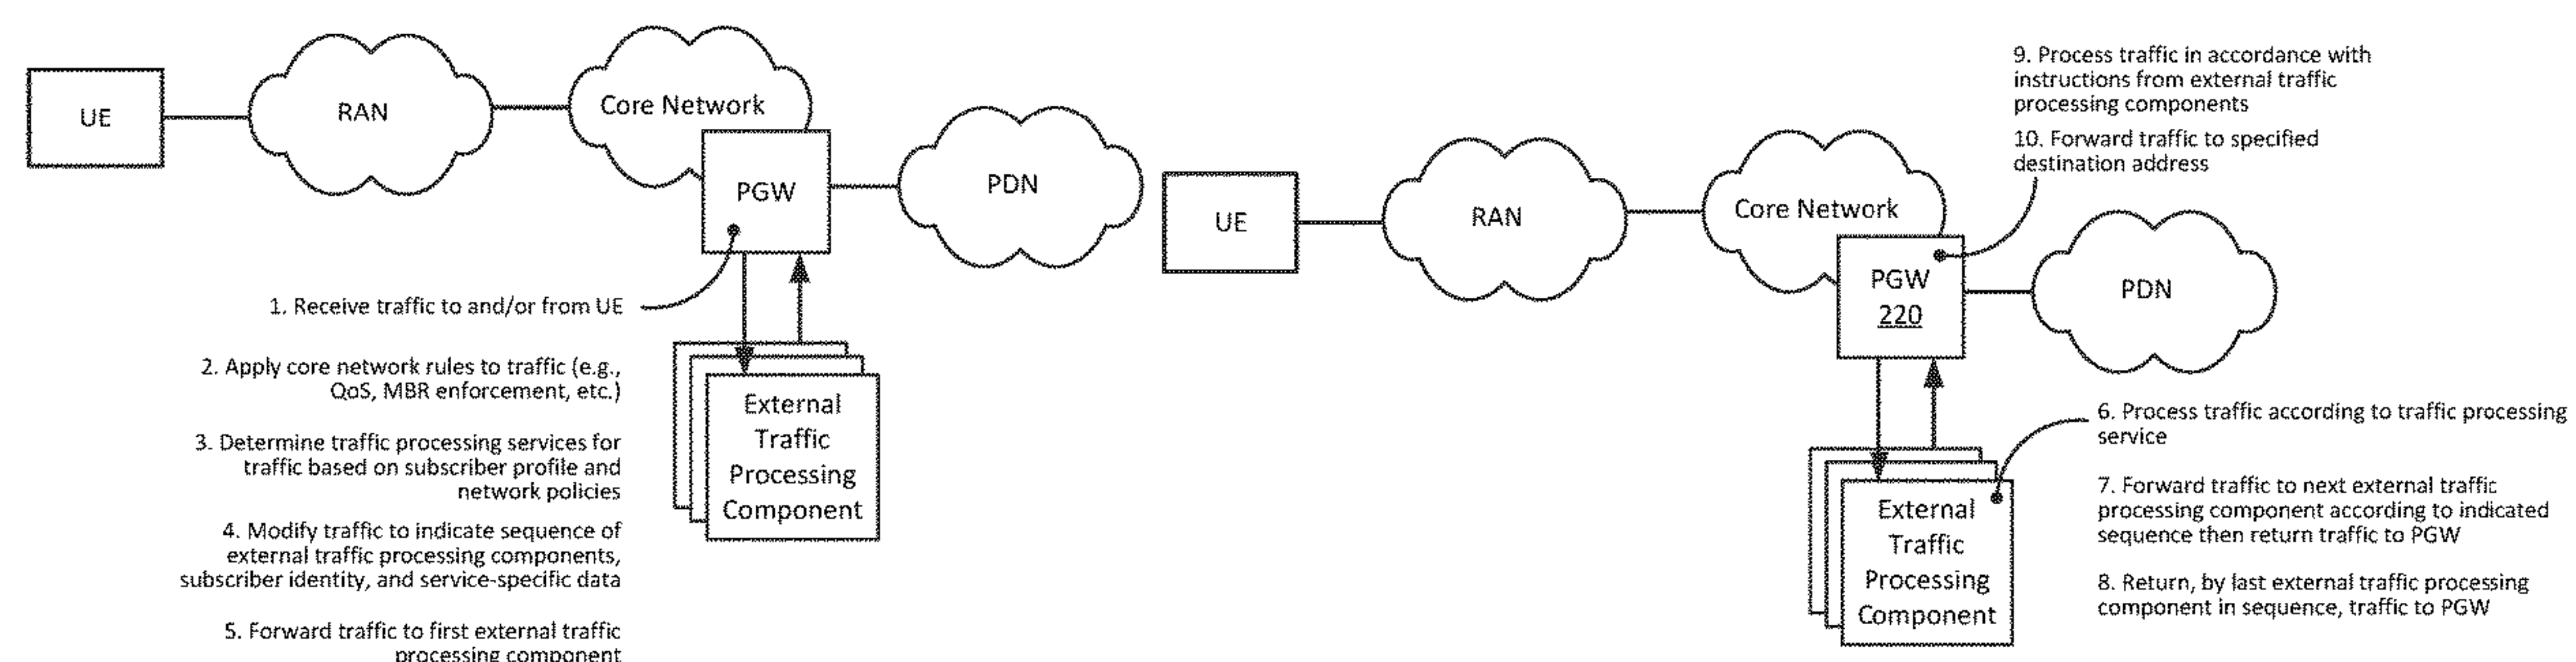 UE
RAN
Core Network
PGW
PDN
1. Receive traffic to and/or from UE
2. Apply core network rules to traffic (e.g.,
QoS, MBR enforcement, etc.)
3. Determine traffic processing services for
traffic based on subscriber profile and
network policies
4. Modify traffic to indicate sequence of
external traffic processing components,
subscriber identity, and service-specific data
5. Forward traffic to first external traffic
processing component
External
Traffic
Processing
Component
UE
RAN
Core Network
PGW
220
PDN
9. Process traffic in accordance with
instructions from external traffic
processing components
10. Forward traffic to specified
destination address
6. Process traffic according to traffic processing
service
7. Forward traffic to next external traffic
processing component according to indicated
sequence then return traffic to PGW
8. Return, by last external traffic processing
component in sequence, traffic to PGW
External
Traffic
Processing
Component